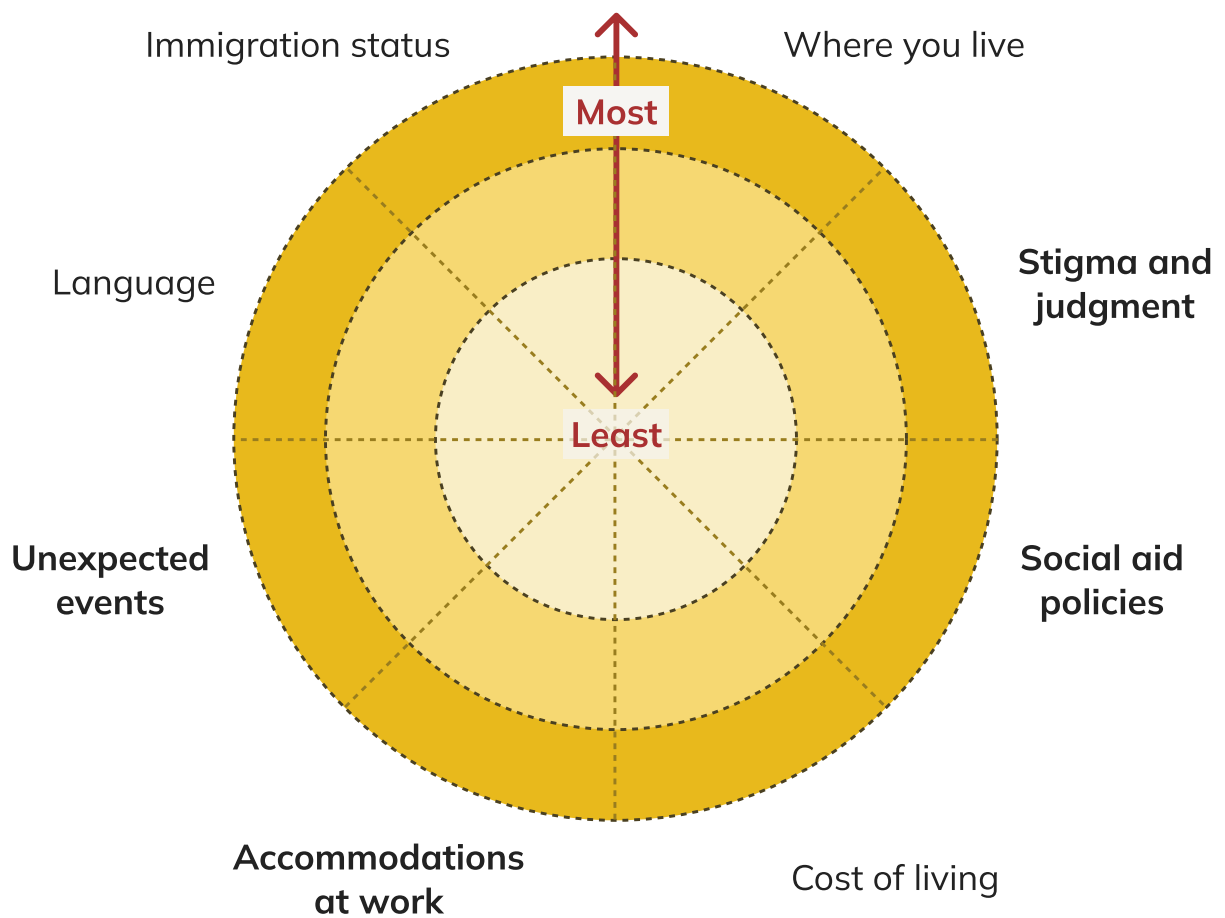 Immigration status
Where you live
Most
Stigma and
judgment
Language
Least
Unexpected
events
Social aid
policies
Accommodations
at work
Cost of living